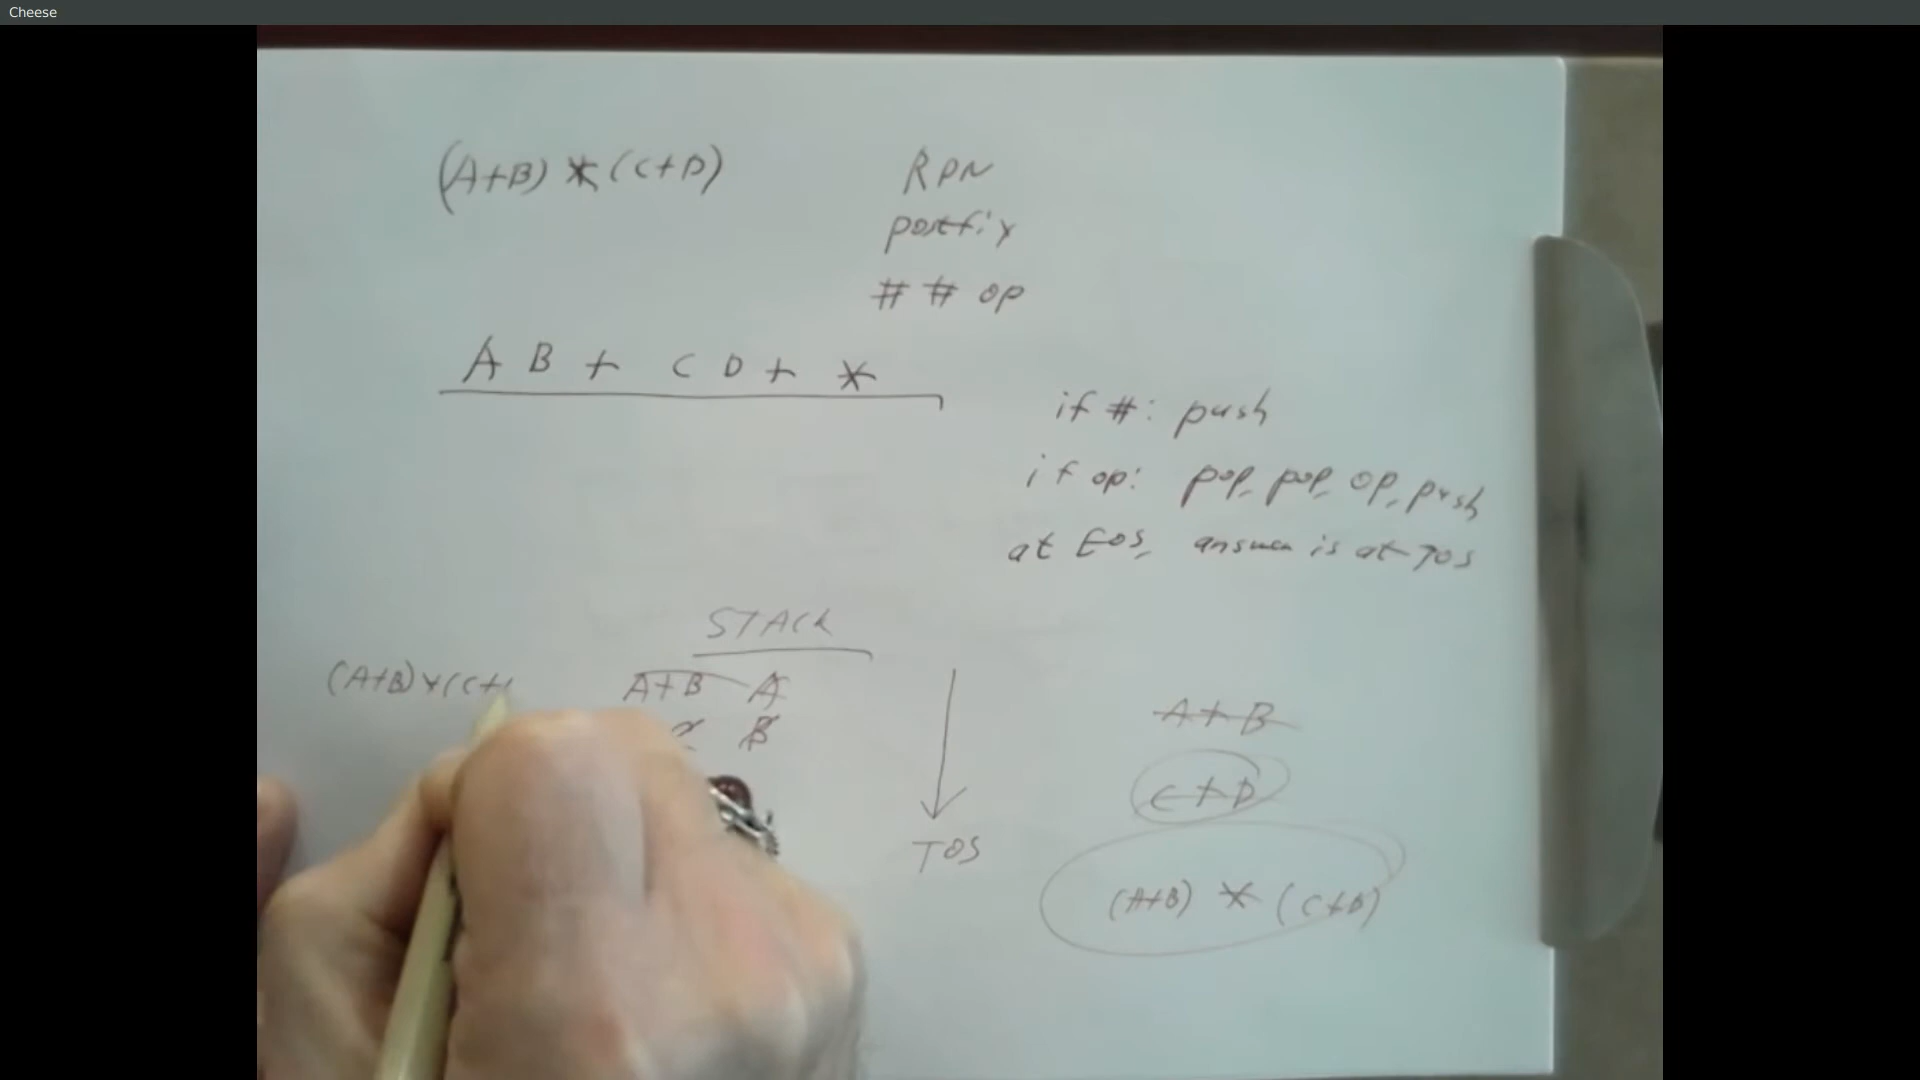 Cheese
(A+B) * (C+D)
RPN
postfix
# # op
A B + C D + *
if #: push
if op: pop, pop, op, push
at EOS, answer is at TOS
STACK
(A+B)*(C+
A+B A
C B
TOS
A+B
C+D
(A+B) * (C+D)